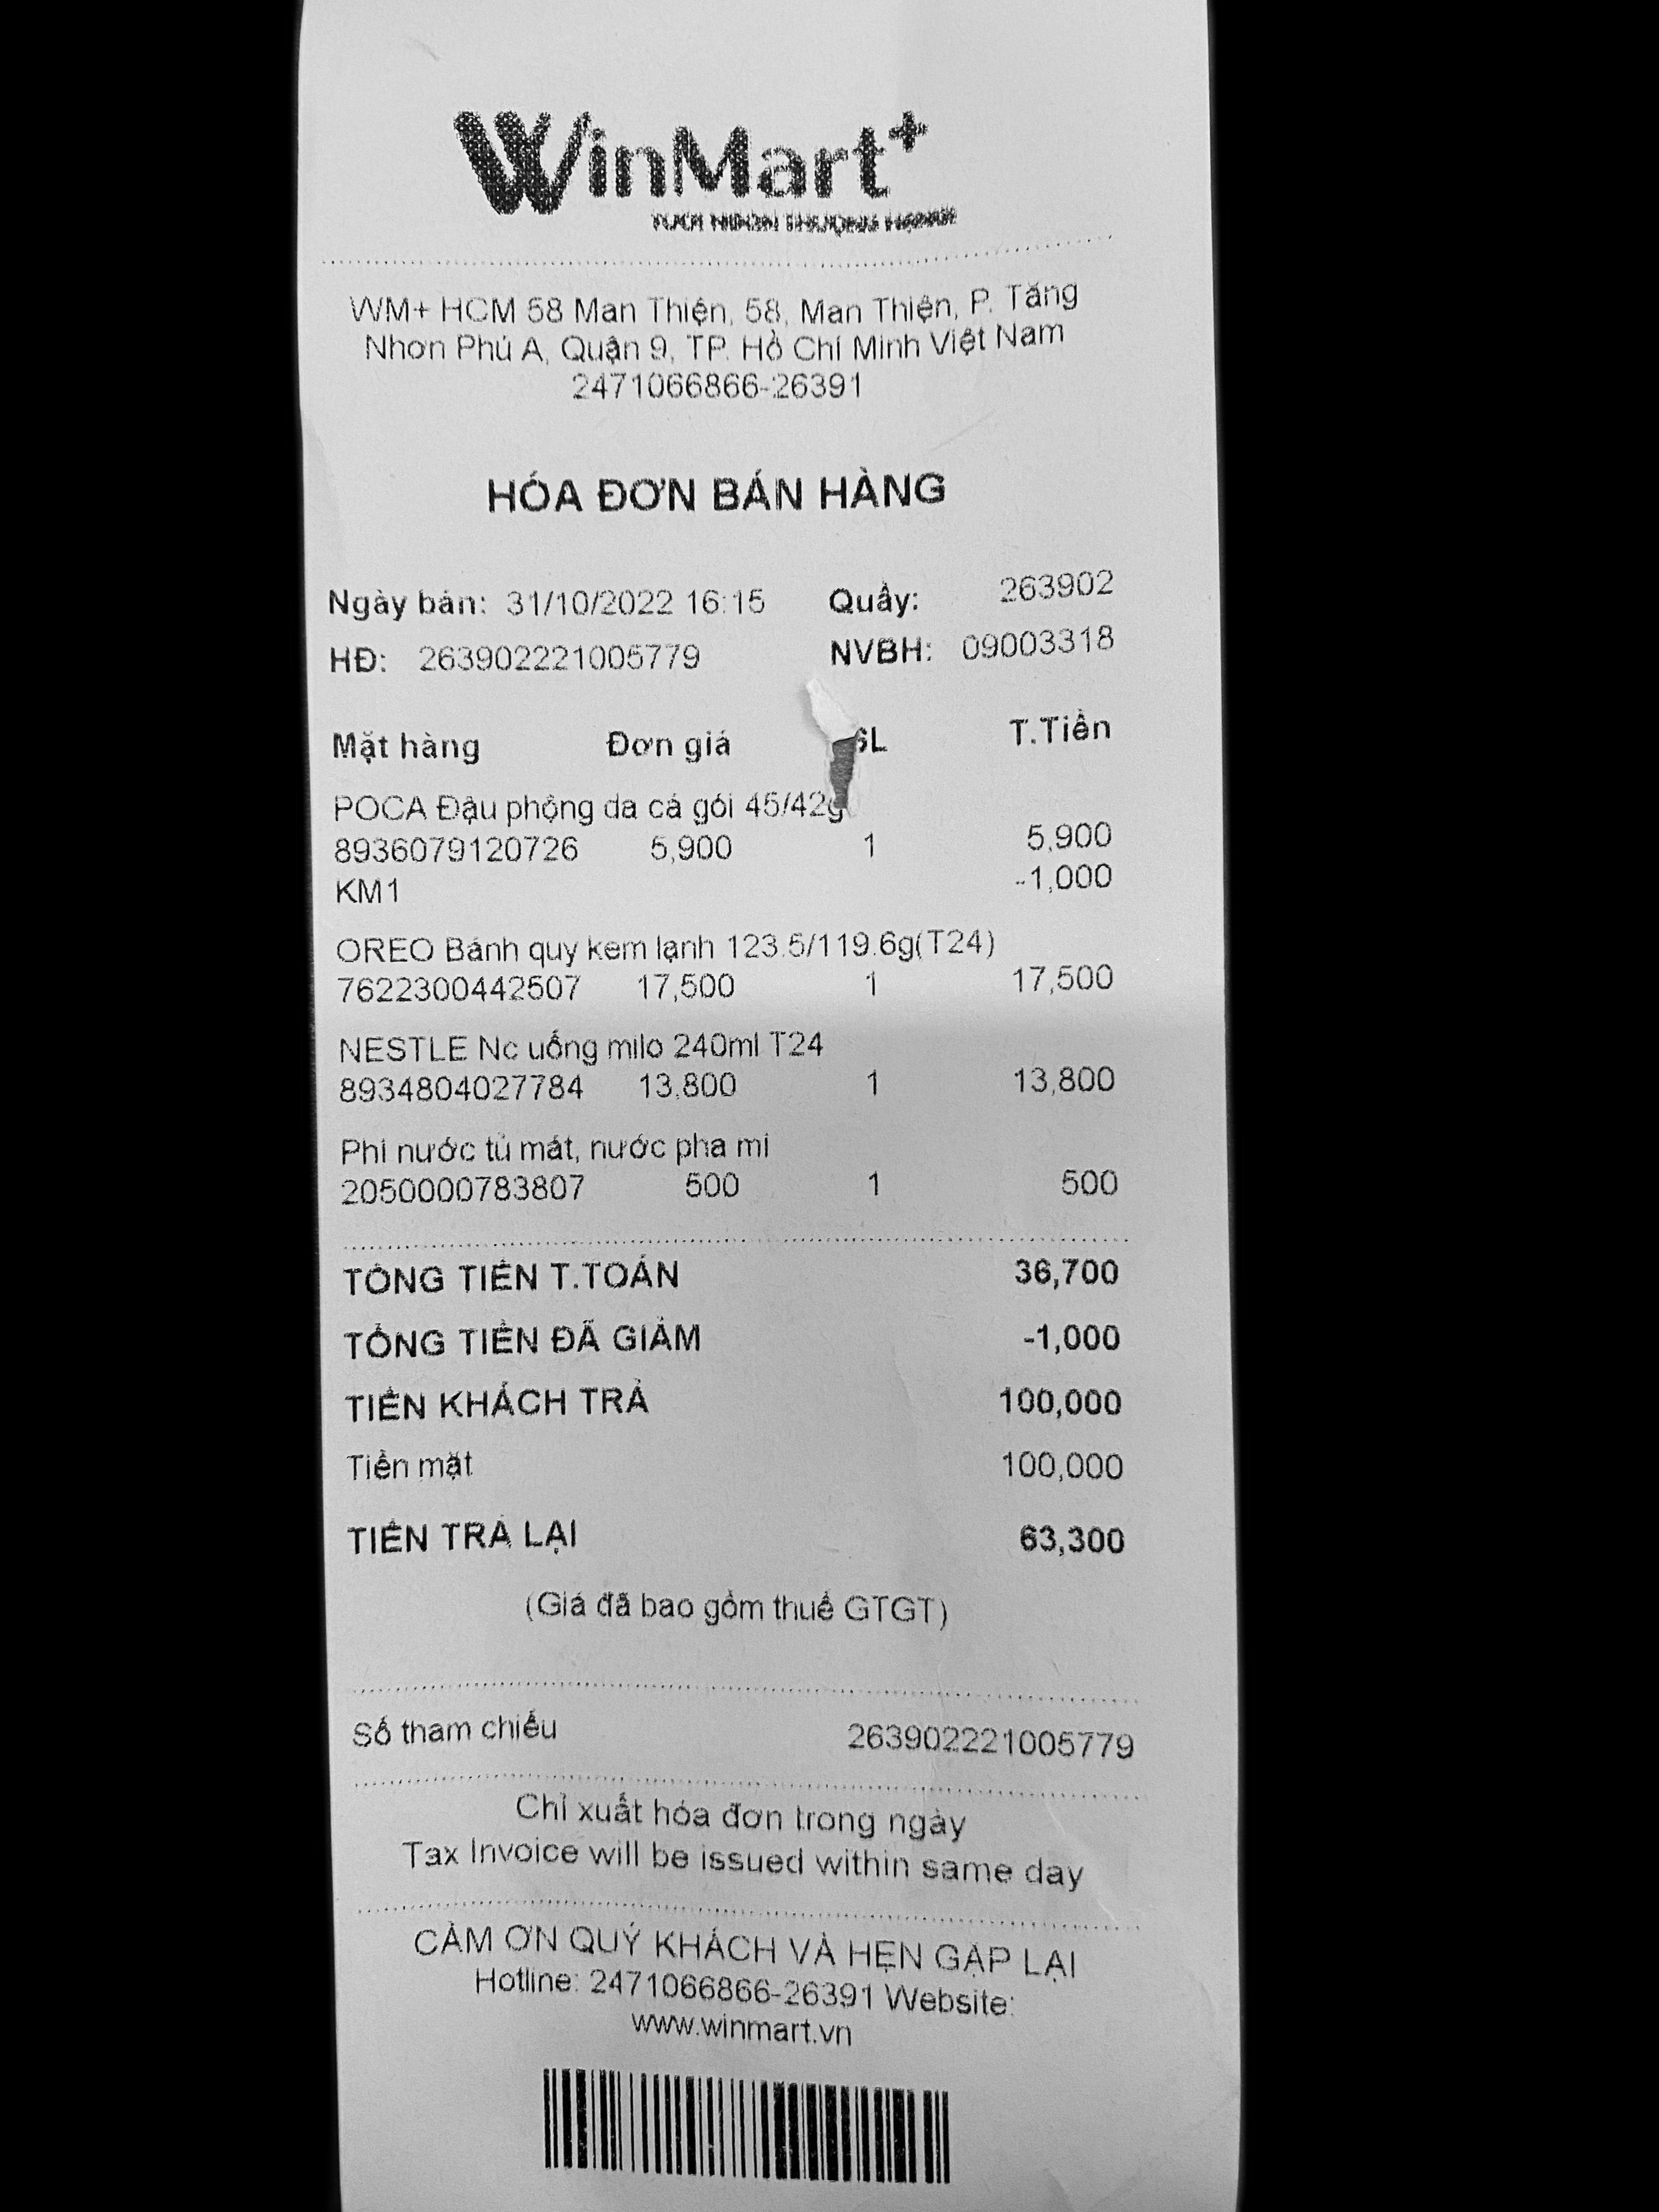 WinMart+
TƯƠI NGON THƯỢNG HẠNG
WM+ HCM 58 Man Thiện, 58, Man Thiện, P. Tăng
Nhơn Phú A, Quận 9, TP. Hồ Chí Minh Việt Nam
2471066866-26391
HÓA ĐƠN BÁN HÀNG
Ngày bán: 31/10/2022 16:15 Quầy: 263902
HĐ: 263902221005779 NVBH: 09003318
Mặt hàng Đơn giá SL T.Tiền
POCA Đậu phộng da cá gói 45/42g
8936079120726 5,900 1 5,900
KM1 -1,000
OREO Bánh quy kem lạnh 123.5/119.6g(T24)
7622300442507 17,500 1 17,500
NESTLE Nc uống milo 240ml T24
8934804027784 13,800 1 13,800
Phí nước tủ mát, nước pha mì
2050000783807 500 1 500
TỔNG TIỀN T.TOÁN 36,700
TỔNG TIỀN ĐÃ GIẢM -1,000
TIỀN KHÁCH TRẢ 100,000
Tiền mặt 100,000
TIỀN TRẢ LẠI 63,300
(Giá đã bao gồm thuế GTGT)
Số tham chiếu 263902221005779
Chỉ xuất hóa đơn trong ngày
Tax Invoice will be issued within same day
CẢM ƠN QUÝ KHÁCH VÀ HẸN GẶP LẠI
Hotline: 2471066866-26391 Website:
www.winmart.vn